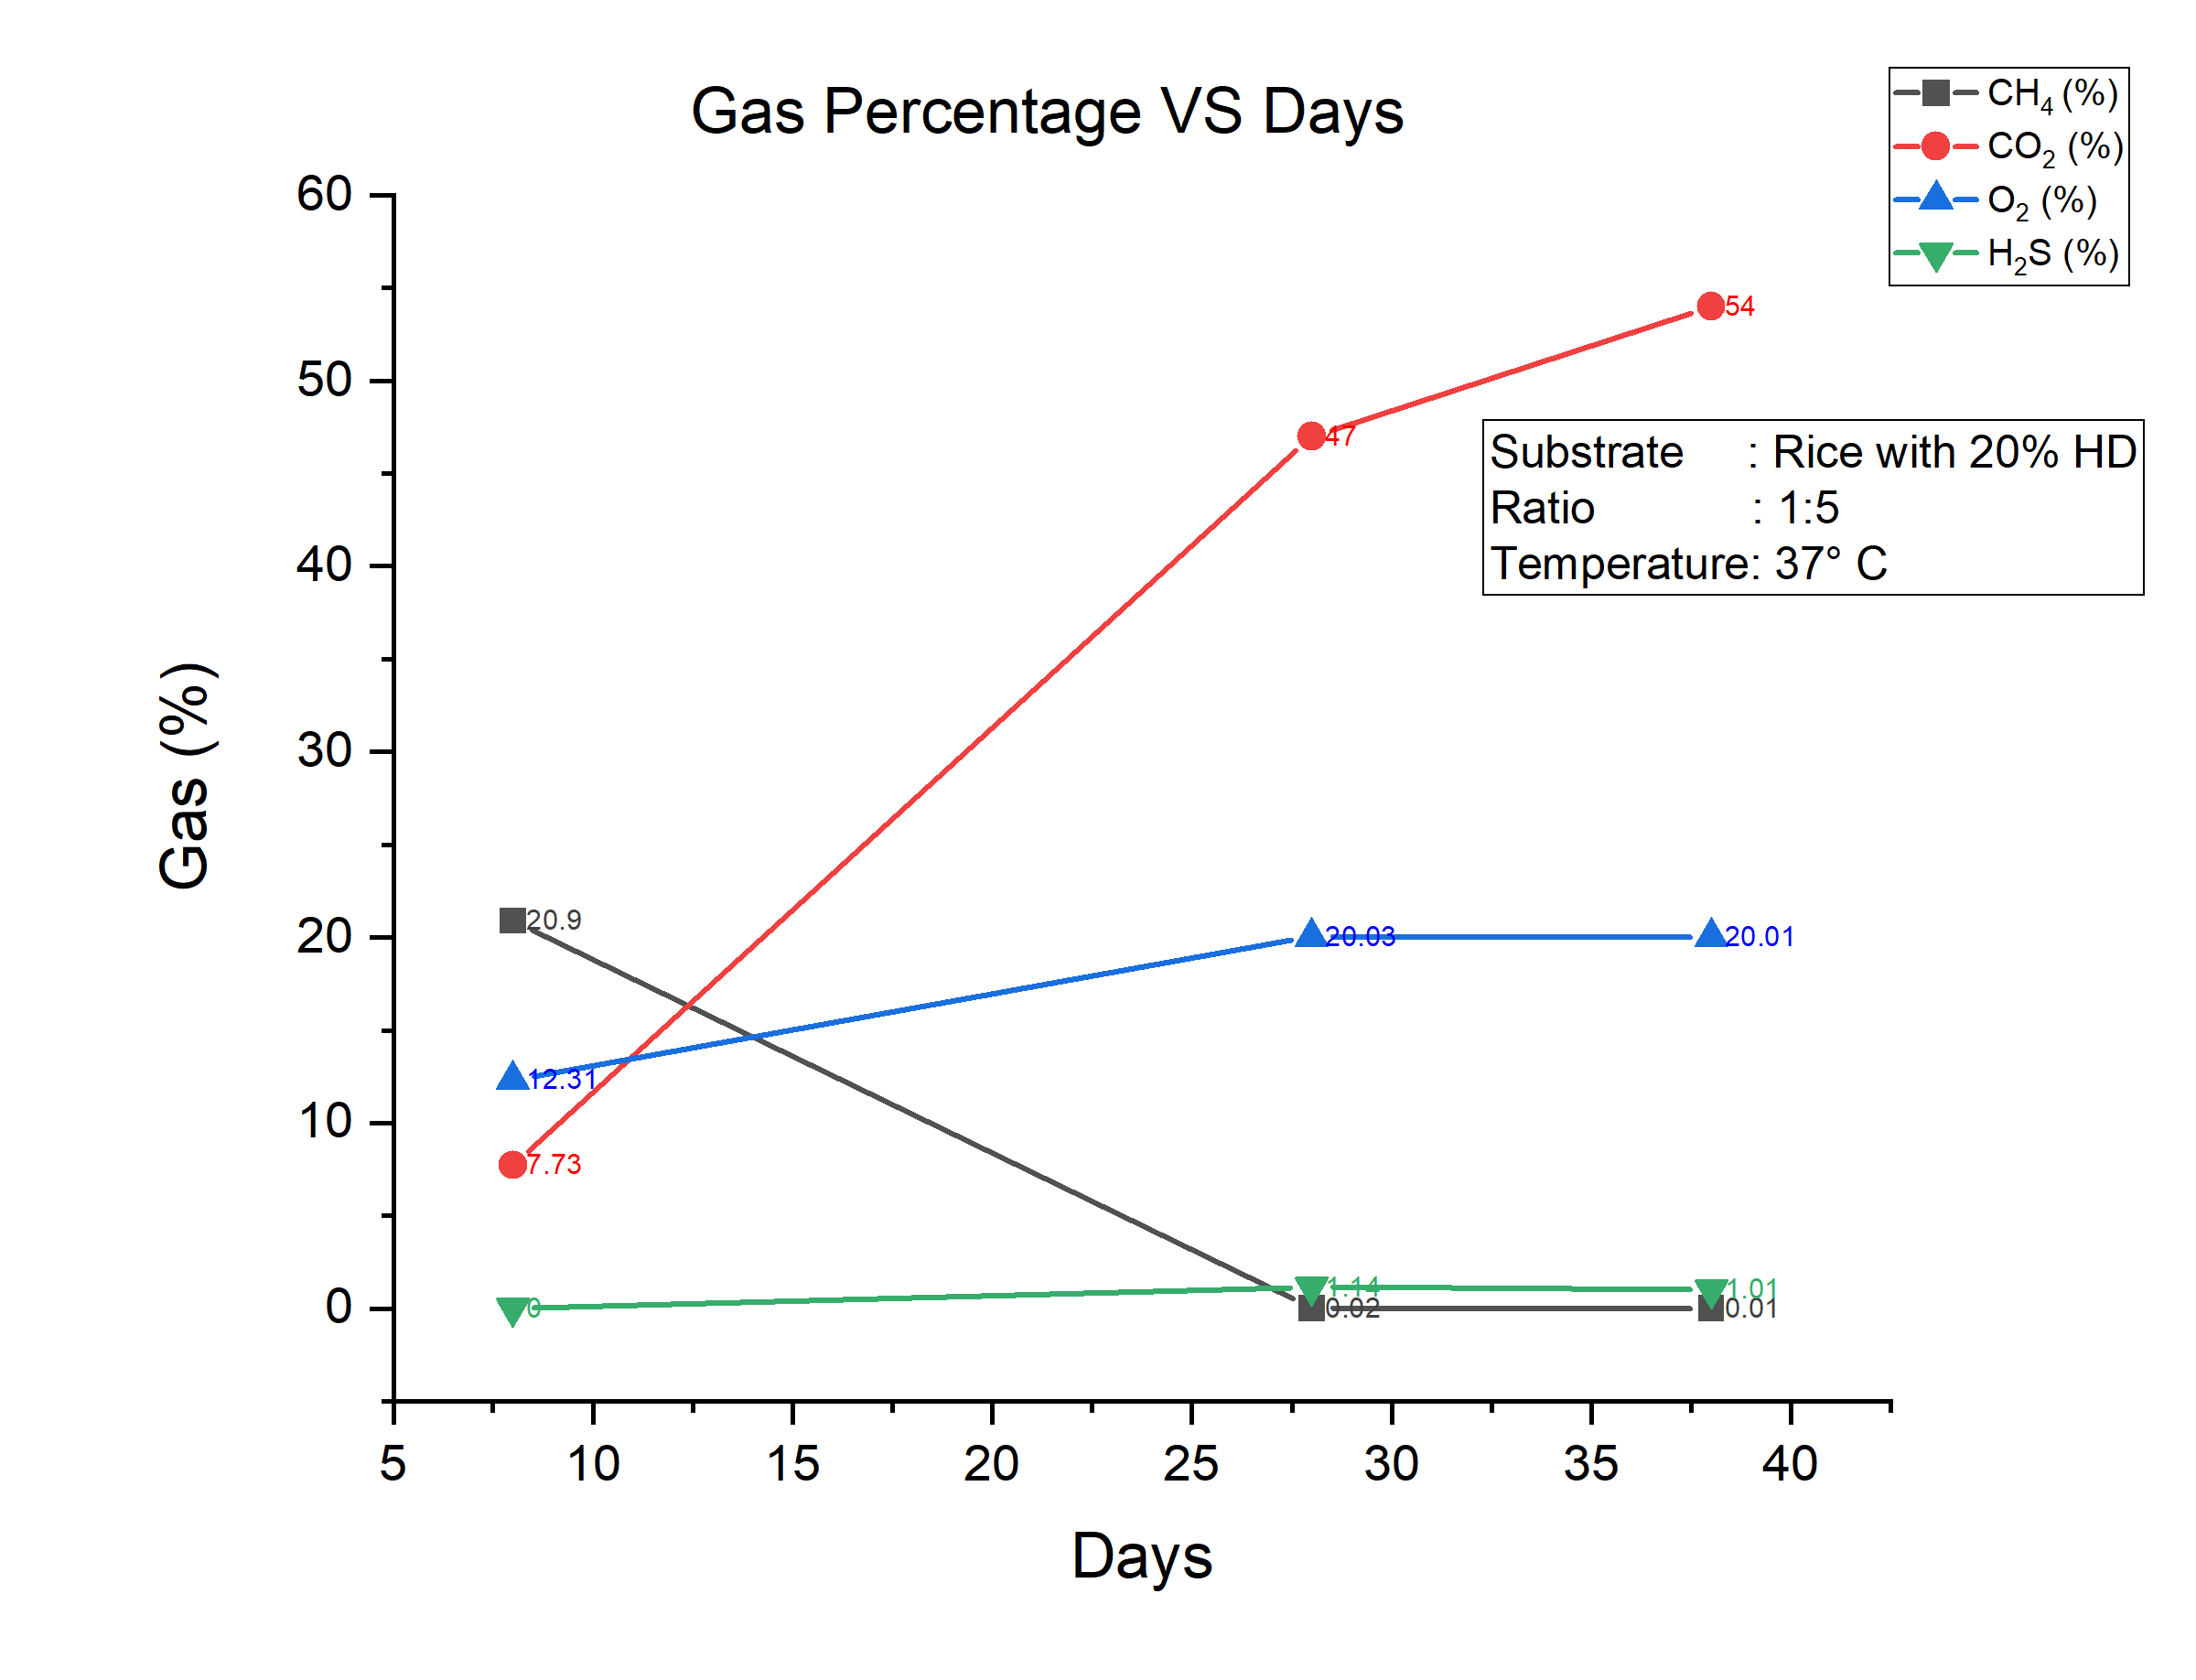 Gas Percentage VS Days
CH₄ (%)
CO₂ (%)
O₂ (%)
H₂S (%)
60
50
40
30
20
10
0
Gas (%)
54
47
Substrate : Rice with 20% HD
Ratio : 1:5
Temperature: 37° C
20.9
20.03
20.01
12.31
7.73
0
1.14
1.01
0.02
0.01
5 10 15 20 25 30 35 40
Days